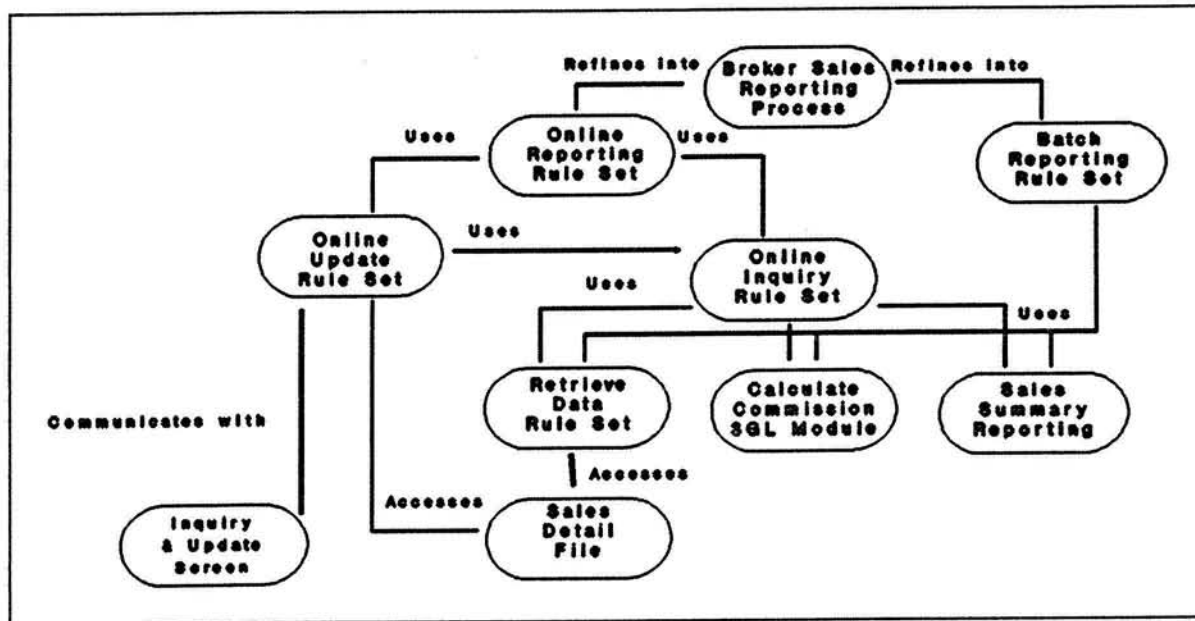 Refines into
Broker Sales
Reporting
Process
Refines into
Uses
Online
Reporting
Rule Set
Uses
Batch
Reporting
Rule Set
Online
Update
Rule Set
Uses
Online
Inquiry
Rule Set
Uses
Uses
Retrieve
Data
Rule Set
Calculate
Commission
3GL Module
Sales
Summary
Reporting
Communicates with
Accesses
Accesses
Sales
Detail
File
Inquiry
& Update
Screen